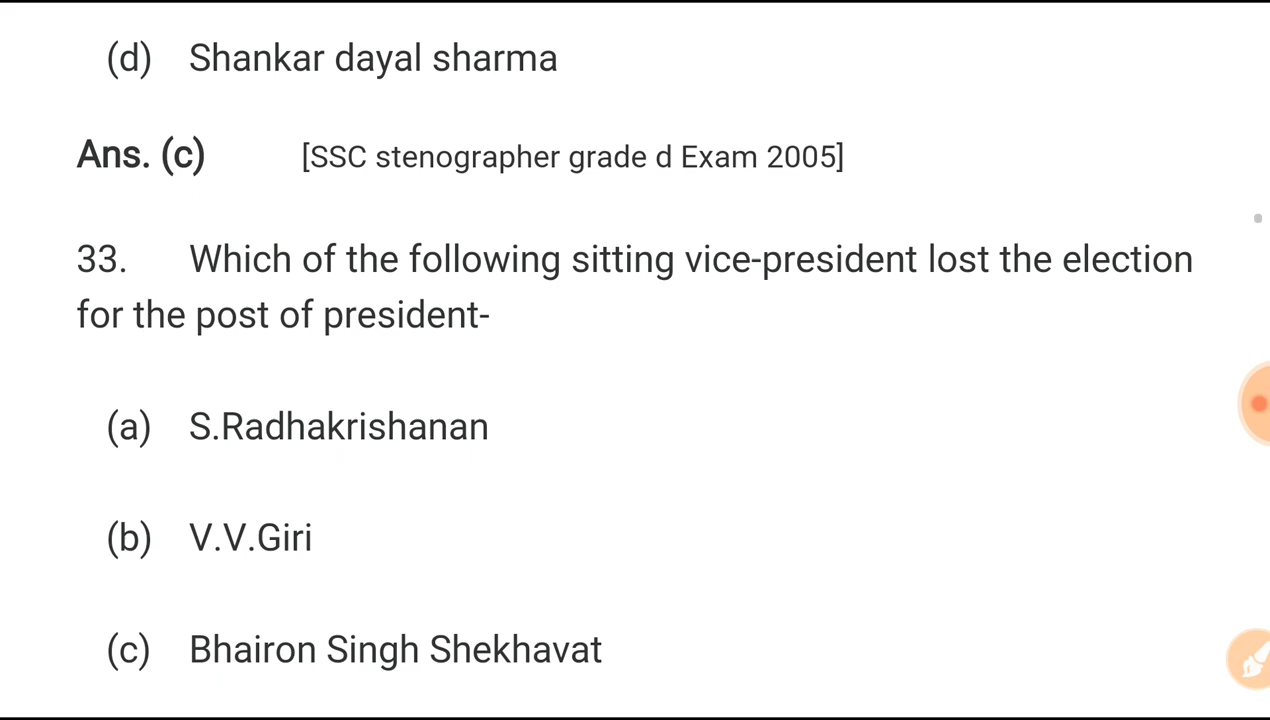 (d) Shankar dayal sharma
Ans. (c) [SSC stenographer grade d Exam 2005]
33. Which of the following sitting vice-president lost the election
for the post of president-
(a) S.Radhakrishanan
(b) V.V.Giri
(c) Bhairon Singh Shekhavat